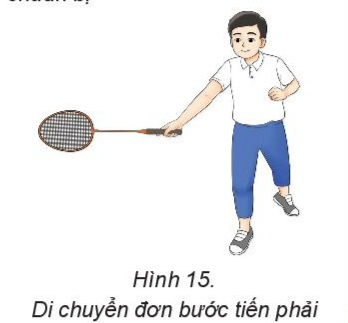 Hình 15.
Di chuyển đơn bước tiến phải